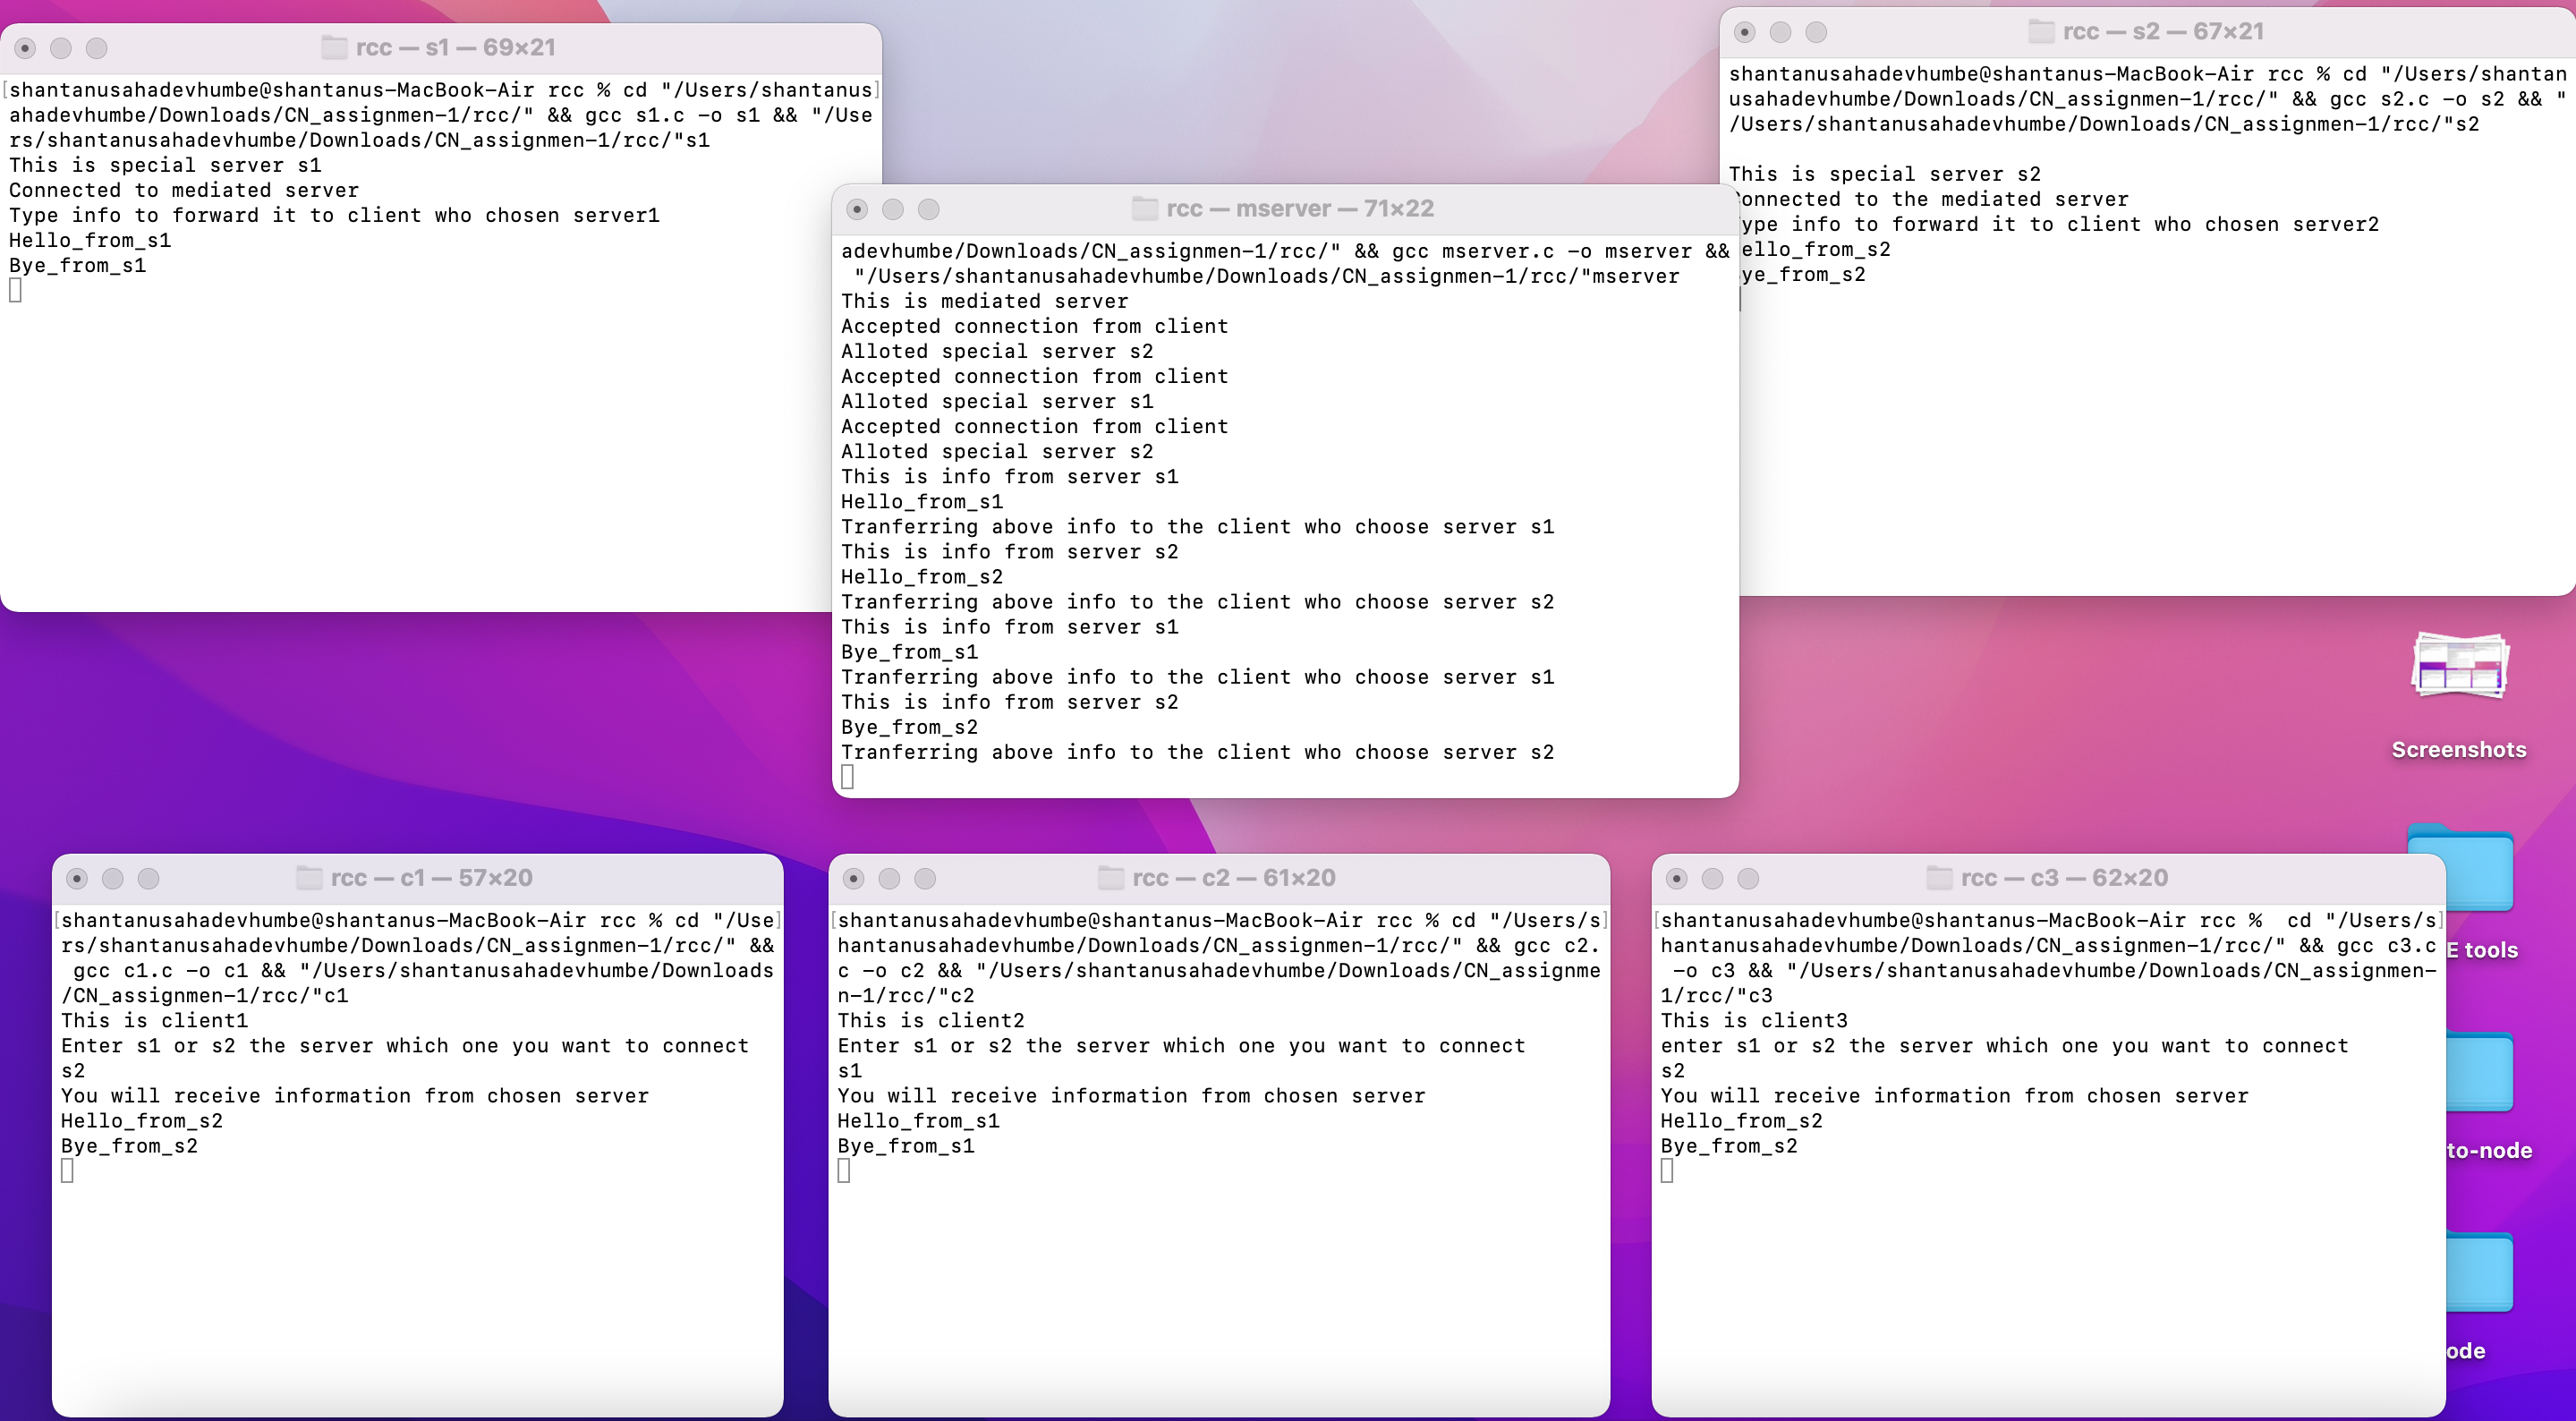 rcc — s1 — 69×21
shantanusahadevhumbe@shantanus-MacBook-Air rcc % cd "/Users/shantanus
ahadevhumbe/Downloads/CN_assignmen-1/rcc/" && gcc s1.c -o s1 && "/Use
rs/shantanusahadevhumbe/Downloads/CN_assignmen-1/rcc/"s1
This is special server s1
Connected to mediated server
Type info to forward it to client who chosen server1
Hello_from_s1
Bye_from_s1
rcc — s2 — 67×21
shantanusahadevhumbe@shantanus-MacBook-Air rcc % cd "/Users/shantan
usahadevhumbe/Downloads/CN_assignmen-1/rcc/" && gcc s2.c -o s2 && "
/Users/shantanusahadevhumbe/Downloads/CN_assignmen-1/rcc/"s2
This is special server s2
onnected to the mediated server
ype info to forward it to client who chosen server2
ello_from_s2
ye_from_s2
rcc — mserver — 71×22
adevhumbe/Downloads/CN_assignmen-1/rcc/" && gcc mserver.c -o mserver &&
"/Users/shantanusahadevhumbe/Downloads/CN_assignmen-1/rcc/"mserver
This is mediated server
Accepted connection from client
Alloted special server s2
Accepted connection from client
Alloted special server s1
Accepted connection from client
Alloted special server s2
This is info from server s1
Hello_from_s1
Tranferring above info to the client who choose server s1
This is info from server s2
Hello_from_s2
Tranferring above info to the client who choose server s2
This is info from server s1
Bye_from_s1
Tranferring above info to the client who choose server s1
This is info from server s2
Bye_from_s2
Tranferring above info to the client who choose server s2
Screenshots
rcc — c1 — 57×20
shantanusahadevhumbe@shantanus-MacBook-Air rcc % cd "/Use
rs/shantanusahadevhumbe/Downloads/CN_assignmen-1/rcc/" &&
gcc c1.c -o c1 && "/Users/shantanusahadevhumbe/Downloads
/CN_assignmen-1/rcc/"c1
This is client1
Enter s1 or s2 the server which one you want to connect
s2
You will receive information from chosen server
Hello_from_s2
Bye_from_s2
rcc — c2 — 61×20
shantanusahadevhumbe@shantanus-MacBook-Air rcc % cd "/Users/s
hantanusahadevhumbe/Downloads/CN_assignmen-1/rcc/" && gcc c2.
c -o c2 && "/Users/shantanusahadevhumbe/Downloads/CN_assignme
n-1/rcc/"c2
This is client2
Enter s1 or s2 the server which one you want to connect
s1
You will receive information from chosen server
Hello_from_s1
Bye_from_s1
rcc — c3 — 62×20
shantanusahadevhumbe@shantanus-MacBook-Air rcc %  cd "/Users/s
hantanusahadevhumbe/Downloads/CN_assignmen-1/rcc/" && gcc c3.c
-o c3 && "/Users/shantanusahadevhumbe/Downloads/CN_assignmen-
1/rcc/"c3
This is client3
enter s1 or s2 the server which one you want to connect
s2
You will receive information from chosen server
Hello_from_s2
Bye_from_s2
E tools
to-node
ode